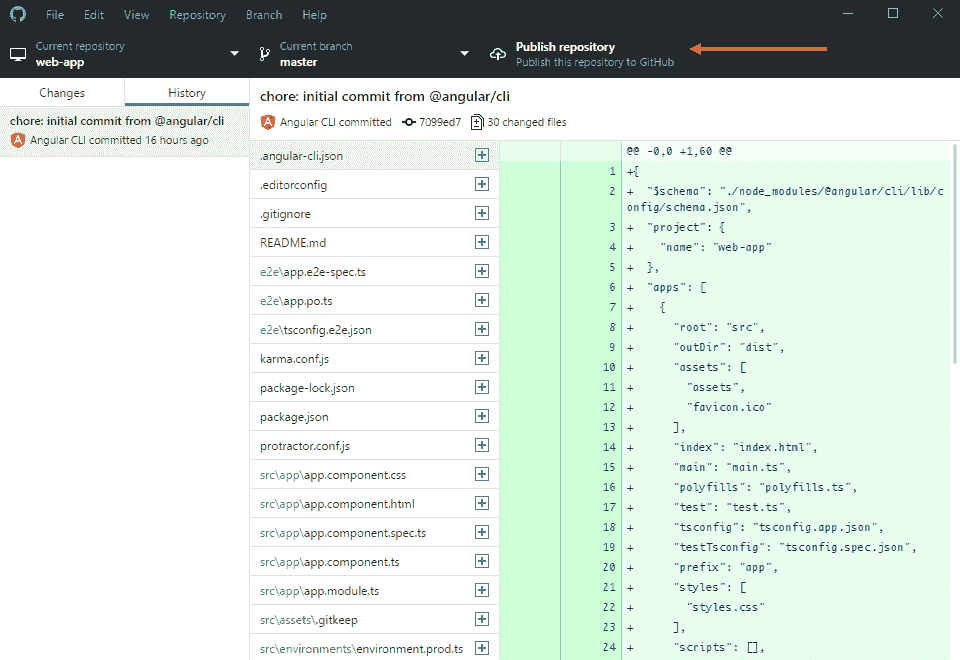 File Edit View Repository Branch Help
Current repository
web-app
Current branch
master
Publish repository
Publish this repository to GitHub
Changes
History
chore: initial commit from @angular/cli
Angular CLI committed 16 hours ago
chore: initial commit from @angular/cli
Angular CLI committed 7099ed7 30 changed files
.angular-cli.json
.editorconfig
.gitignore
README.md
e2e\app.e2e-spec.ts
e2e\app.po.ts
e2e\tsconfig.e2e.json
karma.conf.js
package-lock.json
package.json
protractor.conf.js
src\app\app.component.css
src\app\app.component.html
src\app\app.component.spec.ts
src\app\app.component.ts
src\app\app.module.ts
src\assets\.gitkeep
src\environments\environment.prod.ts
@@ -0,0 +1,60 @@
1 +{
2 + "$schema": "./node_modules/@angular/cli/lib/c
onfig/schema.json",
3 + "project": {
4 + "name": "web-app"
5 + },
6 + "apps": [
7 + {
8 + "root": "src",
9 + "outDir": "dist",
10 + "assets": [
11 + "assets",
12 + "favicon.ico"
13 + ],
14 + "index": "index.html",
15 + "main": "main.ts",
16 + "polyfills": "polyfills.ts",
17 + "test": "test.ts",
18 + "tsconfig": "tsconfig.app.json",
19 + "testTsconfig": "tsconfig.spec.json",
20 + "prefix": "app",
21 + "styles": [
22 + "styles.css"
23 + ],
24 + "scripts": [],